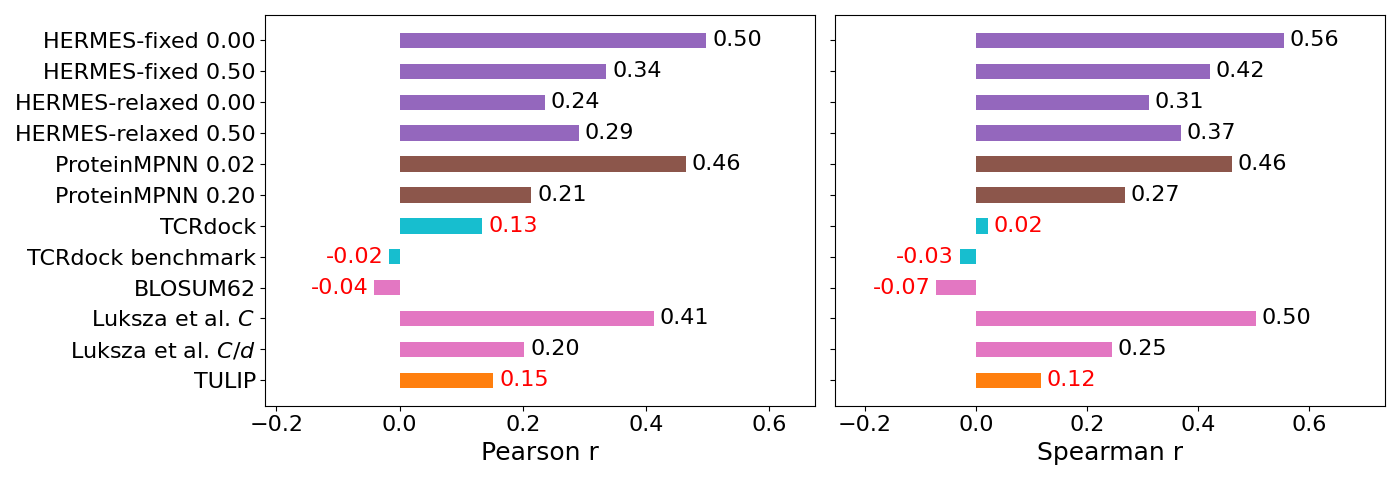 HERMES-fixed 0.00 0.50 0.56
HERMES-fixed 0.50 0.34 0.42
HERMES-relaxed 0.00 0.24 0.31
HERMES-relaxed 0.50 0.29 0.37
ProteinMPNN 0.02 0.46 0.46
ProteinMPNN 0.20 0.21 0.27
TCRdock 0.13 0.02
TCRdock benchmark -0.02 -0.03
BLOSUM62 -0.04 -0.07
Luksza et al. C 0.41 0.50
Luksza et al. C/d 0.20 0.25
TULIP 0.15 0.12
−0.2 0.0 0.2 0.4 0.6 −0.2 0.0 0.2 0.4 0.6
Pearson r Spearman r